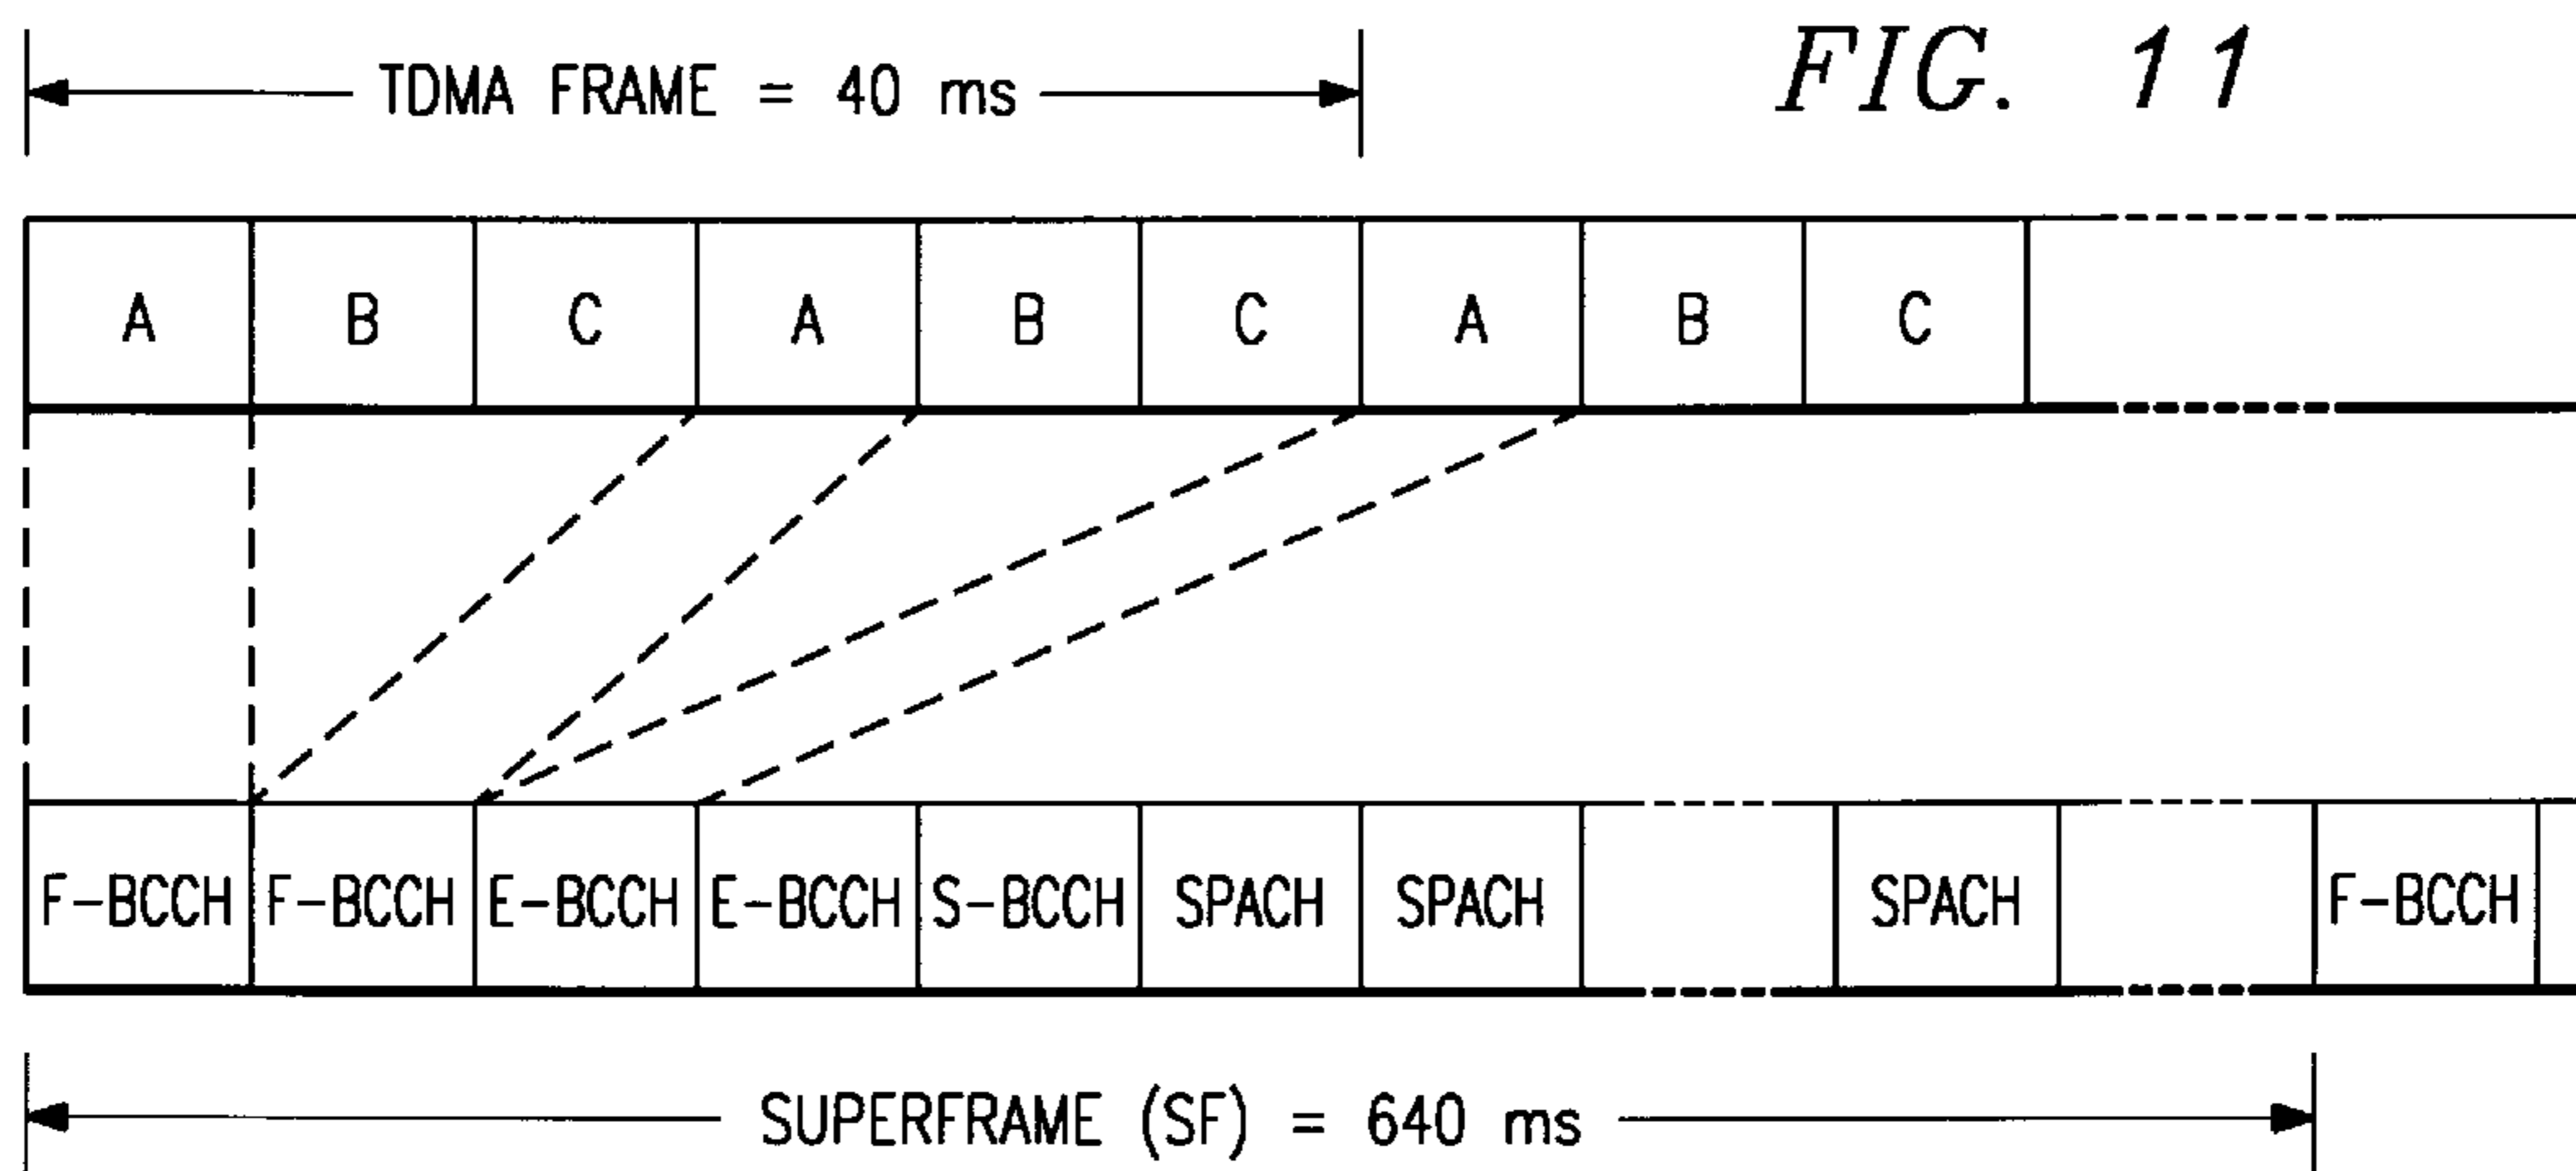 TDMA FRAME = 40 ms
FIG. 11
A B C A B C A B C
F-BCCH F-BCCH E-BCCH E-BCCH S-BCCH SPACH SPACH SPACH F-BCCH
SUPERFRAME (SF) = 640 ms